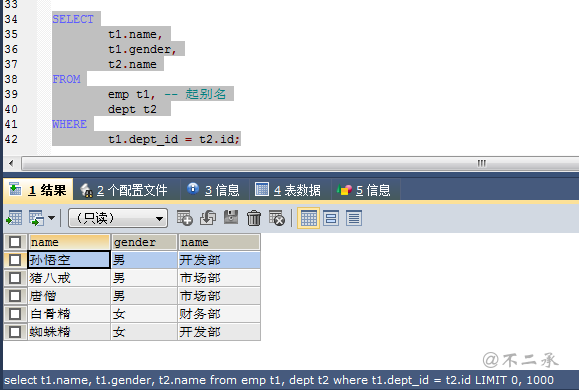 33
34 SELECT
35 t1.name,
36 t1.gender,
37 t2.name
38 FROM
39 emp t1, -- 起别名
40 dept t2
41 WHERE
42 t1.dept_id = t2.id;
1 结果 2 个配置文件 3 信息 4 表数据 5 信息
（只读）
name gender name
孙悟空 男 开发部
猪八戒 男 市场部
唐僧 男 市场部
白骨精 女 财务部
蜘蛛精 女 开发部
@不二承
select t1.name, t1.gender, t2.name from emp t1, dept t2 where t1.dept_id = t2.id LIMIT 0, 1000